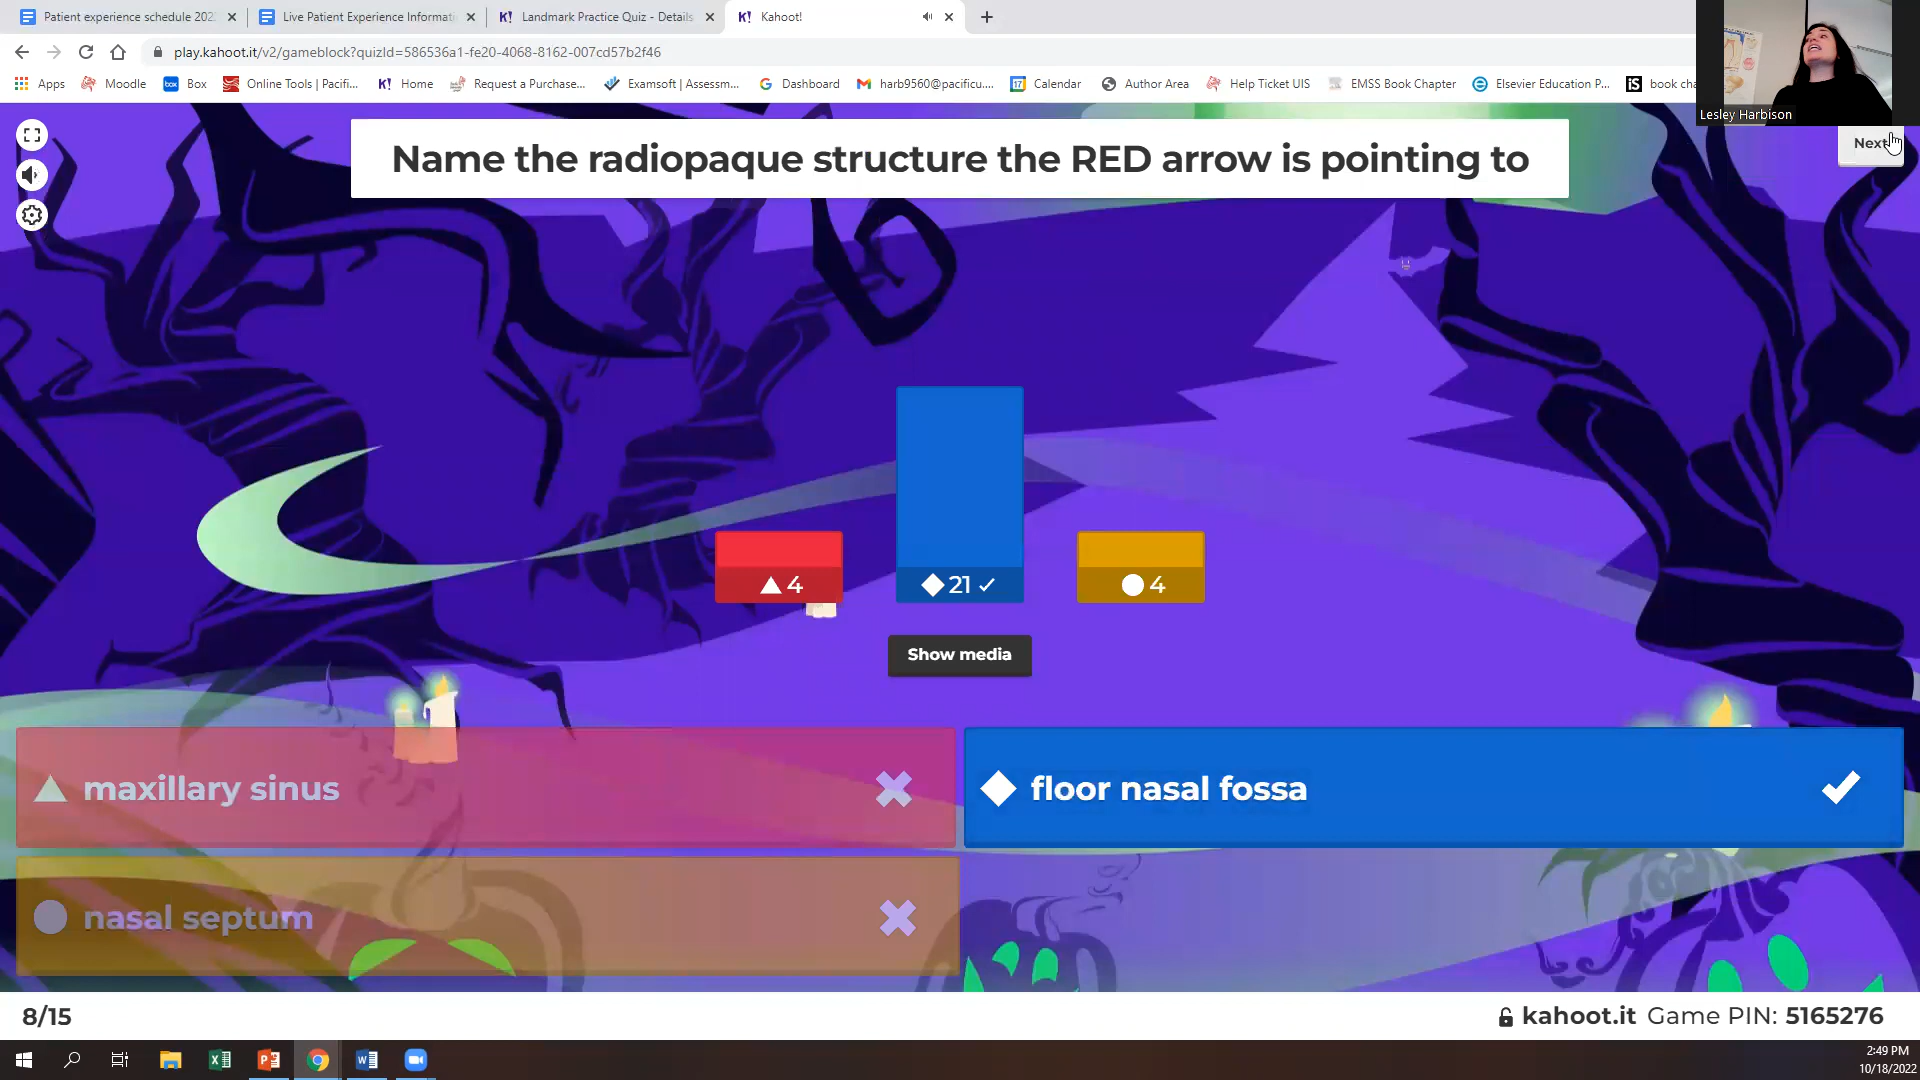 Patient experience schedule 202
Live Patient Experience Informati
K! Landmark Practice Quiz - Details
K! Kahoot!
play.kahoot.it/v2/gameblock?quizId=586536a1-fe20-4068-8162-007cd57b2f46
Apps Moodle box Box Online Tools | Pacifi... K! Home Request a Purchase... Examsoft | Assessm... G Dashboard harb9560@pacificu.... 17 Calendar Author Area Help Ticket UIS EMSS Book Chapter Elsevier Education P... iS book cha
Lesley Harbison
Next
Name the radiopaque structure the RED arrow is pointing to
4
21
4
Show media
maxillary sinus
floor nasal fossa
nasal septum
8/15
kahoot.it Game PIN: 5165276
2:49 PM
10/18/2022